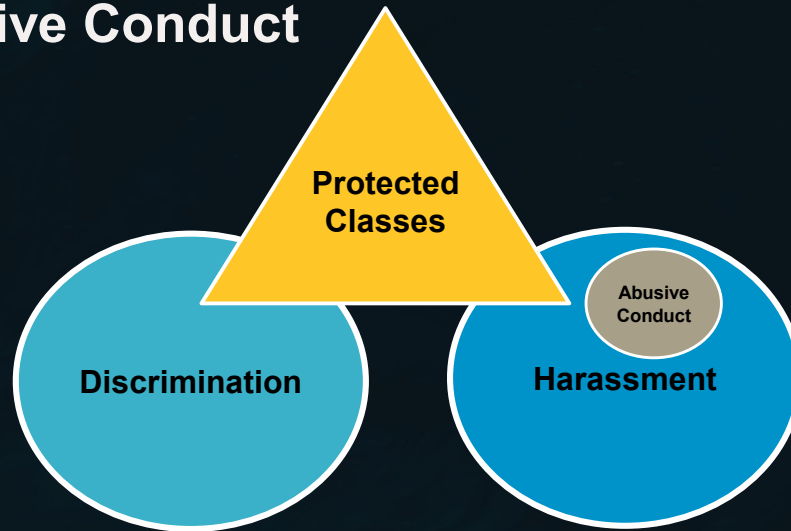 ive Conduct
Protected
Classes
Abusive
Conduct
Discrimination
Harassment